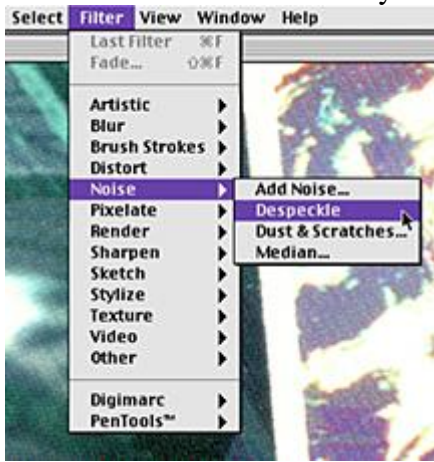 Select Filter View Window Help
Last Filter ⌘F
Fade... ⇧⌘F
Artistic
Blur
Brush Strokes
Distort
Noise
Add Noise...
Pixelate
Despeckle
Render
Dust & Scratches...
Sharpen
Median...
Sketch
Stylize
Texture
Video
Other
Digimarc
PenTools™